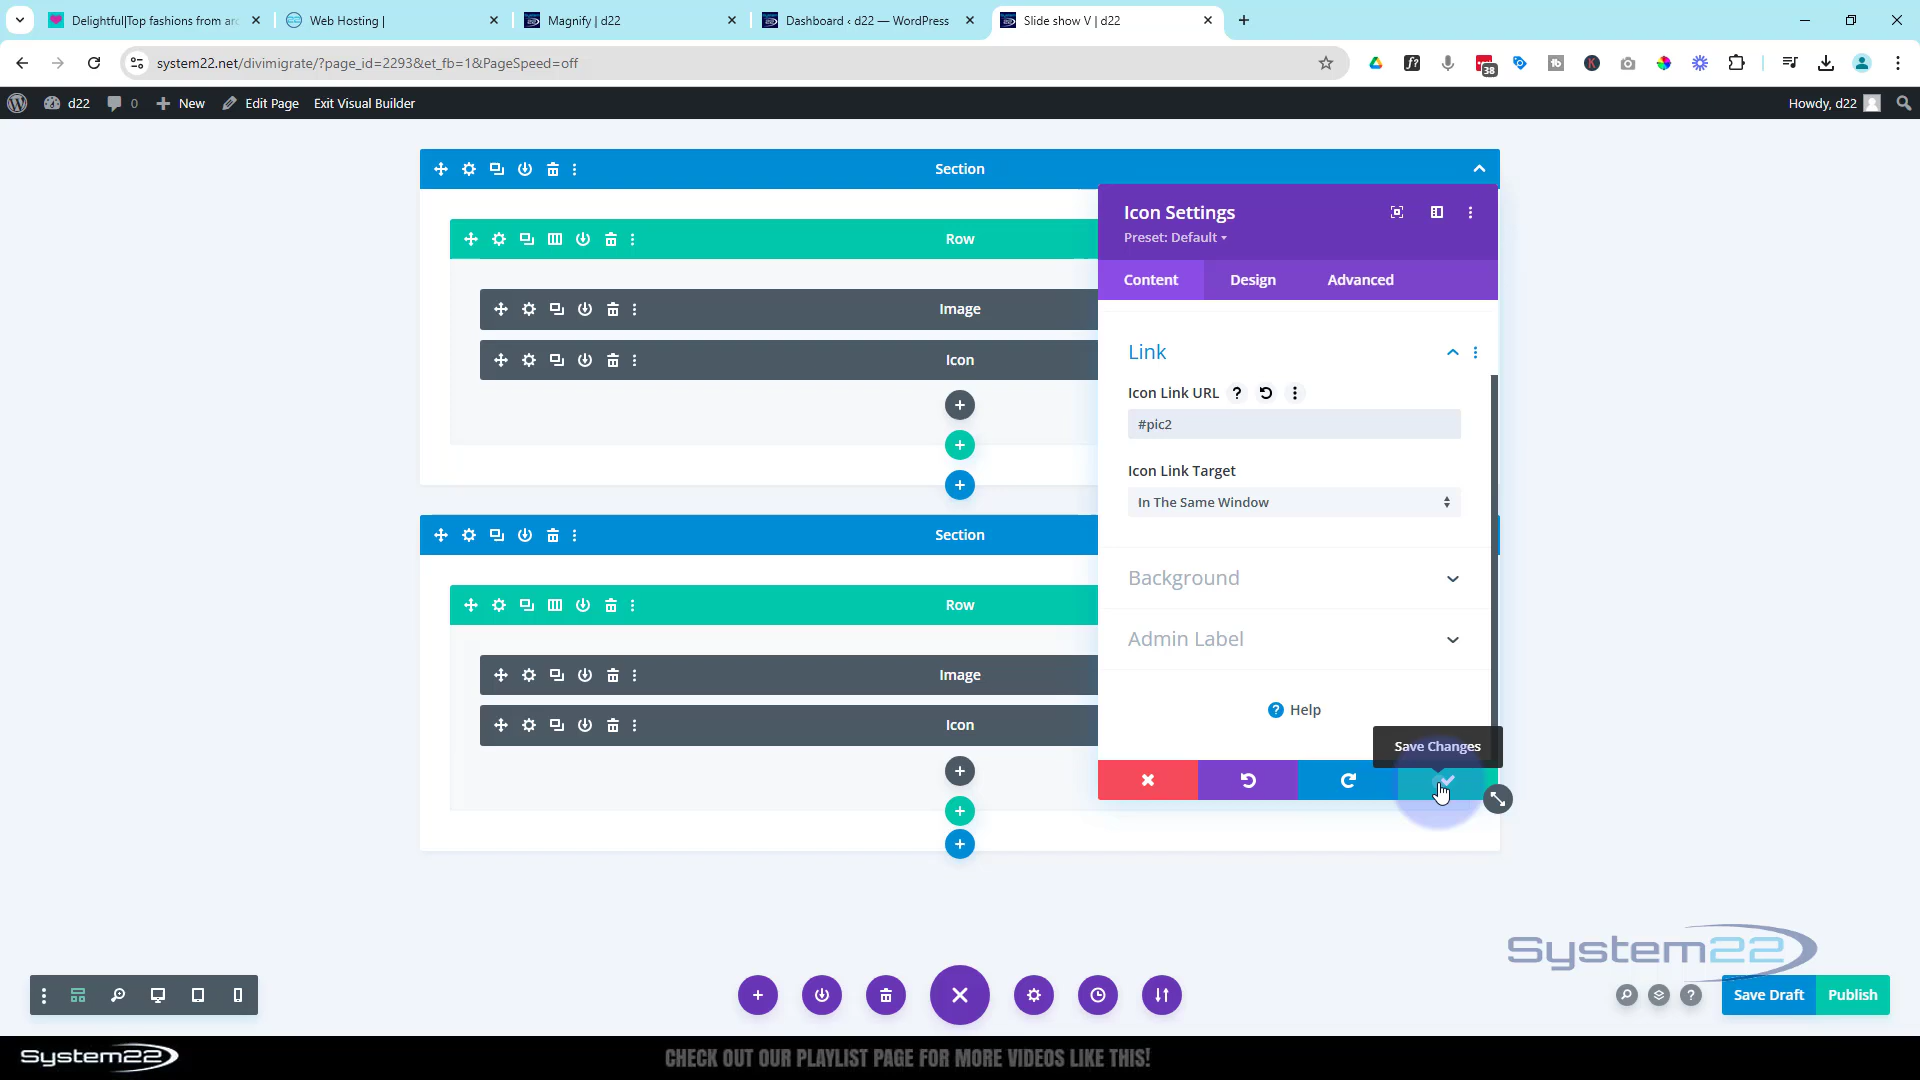 Delightful|Top fashions from arc
Web Hosting |
Magnify | d22
Dashboard ‹ d22 — WordPress
Slide show V | d22
system22.net/divimigrate/?page_id=2293&et_fb=1&PageSpeed=off
38
d22
0
New
Edit Page
Exit Visual Builder
Howdy, d22
Section
Row
Image
Icon
Section
Row
Image
Icon
Icon Settings
Preset: Default
Content
Design
Advanced
Link
Icon Link URL
#pic2
Icon Link Target
In The Same Window
Background
Admin Label
Help
Save Changes
System22
Save Draft
Publish
System22
CHECK OUT OUR PLAYLIST PAGE FOR MORE VIDEOS LIKE THIS!